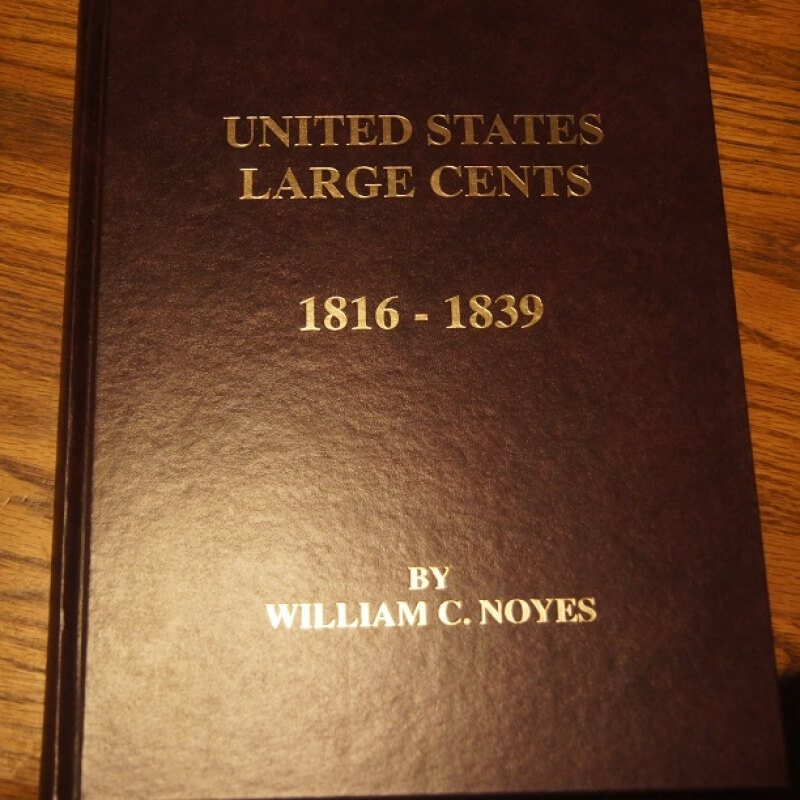 UNITED STATES
LARGE CENTS
1816 - 1839
BY
WILLIAM C. NOYES